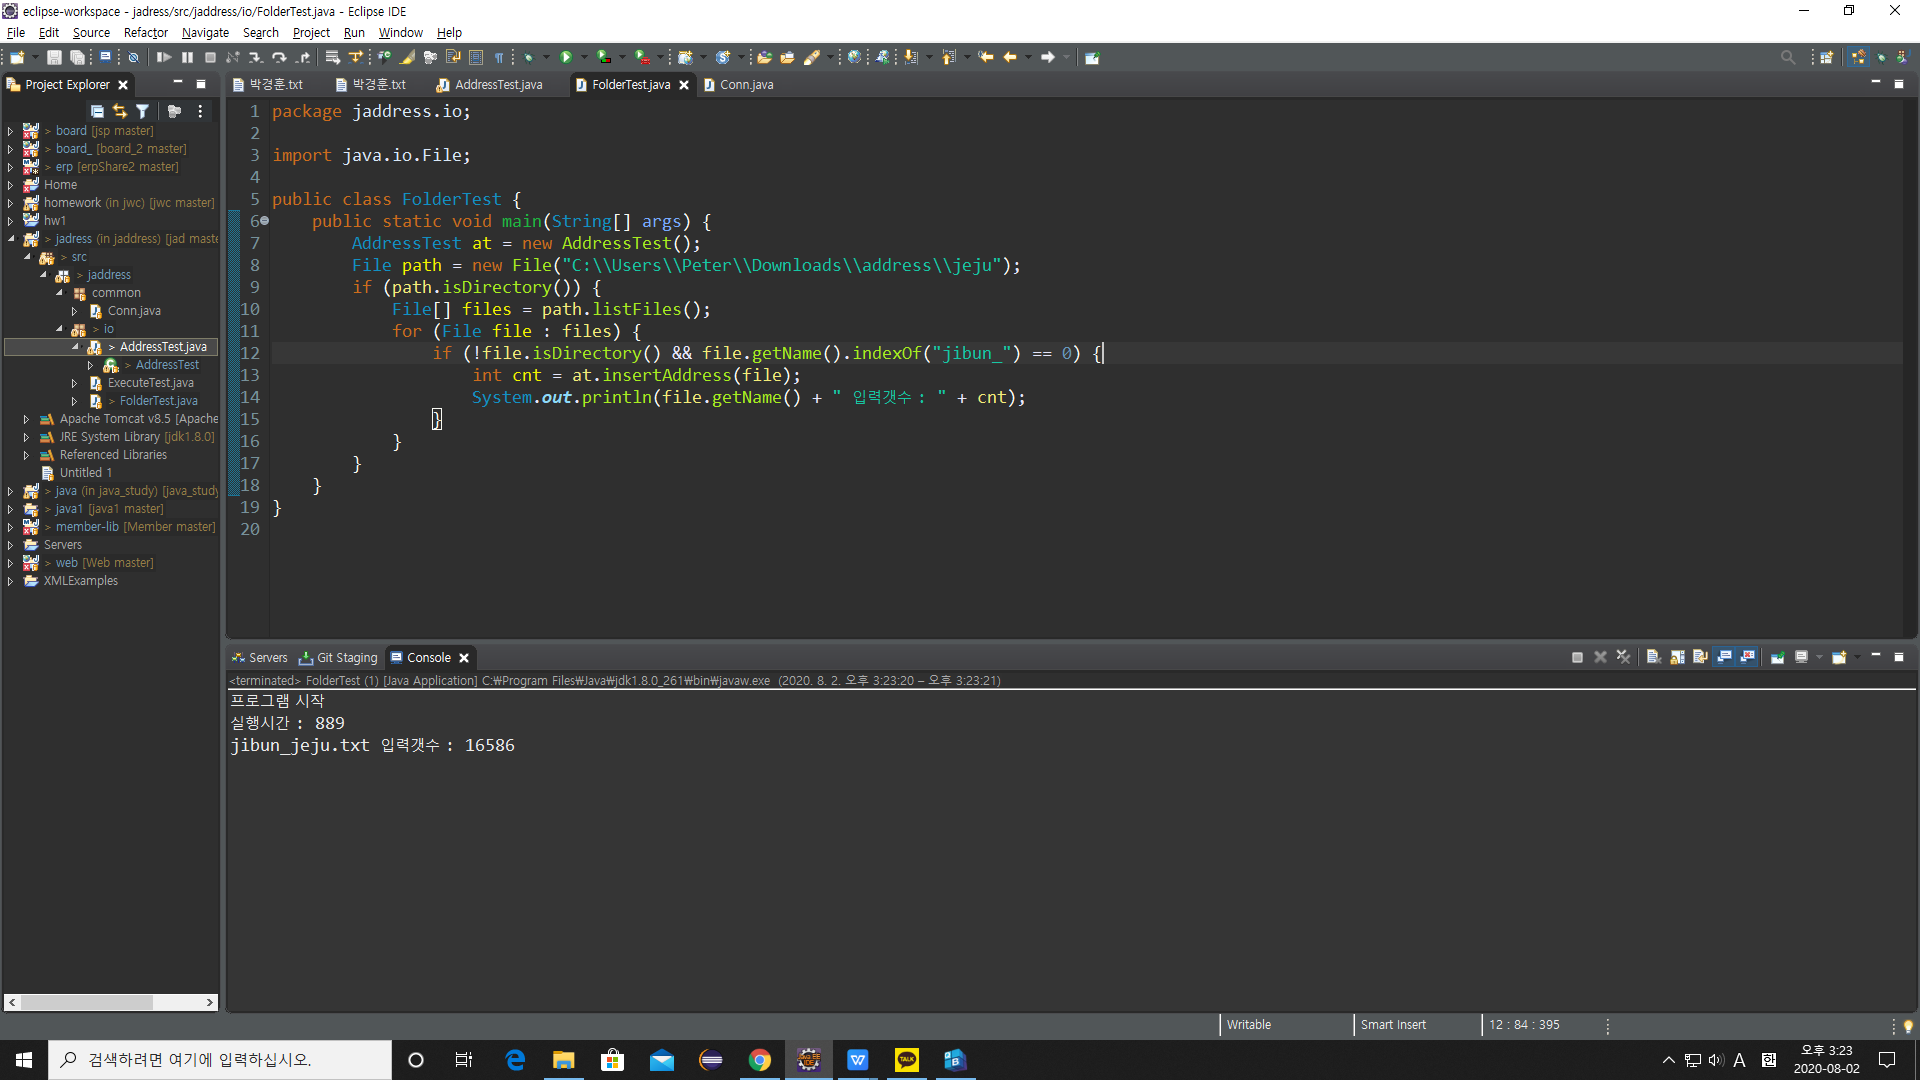 eclipse-workspace - jadress/src/jaddress/io/FolderTest.java - Eclipse IDE
File Edit Source Refactor Navigate Search Project Run Window Help
Project Explorer
박경훈.txt 박경훈.txt AddressTest.java FolderTest.java Conn.java
> board [jsp master]
> board_ [board_2 master]
> erp [erpShare2 master]
Home
homework (in jwc) [jwc master]
hw1
> jadress (in jaddress) [jad maste
> src
> jaddress
common
Conn.java
> io
> AddressTest.java
> AddressTest
ExecuteTest.java
> FolderTest.java
Apache Tomcat v8.5 [Apache
JRE System Library [jdk1.8.0]
Referenced Libraries
Untitled 1
> java (in java_study) [java_study
> java1 [java1 master]
> member-lib [Member master]
Servers
> web [Web master]
XMLExamples
1 package jaddress.io;
2
3 import java.io.File;
4
5 public class FolderTest {
6 public static void main(String[] args) {
7 AddressTest at = new AddressTest();
8 File path = new File("C:\\Users\\Peter\\Downloads\\address\\jeju");
9 if (path.isDirectory()) {
10 File[] files = path.listFiles();
11 for (File file : files) {
12 if (!file.isDirectory() && file.getName().indexOf("jibun_") == 0) {
13 int cnt = at.insertAddress(file);
14 System.out.println(file.getName() + " 입력갯수 : " + cnt);
15 }
16 }
17 }
18 }
19 }
20
Servers Git Staging Console
<terminated> FolderTest (1) [Java Application] C:₩Program Files₩Java₩jdk1.8.0_261₩bin₩javaw.exe (2020. 8. 2. 오후 3:23:20 – 오후 3:23:21)
프로그램 시작
실행시간 : 889
jibun_jeju.txt 입력갯수 : 16586
Writable Smart Insert 12 : 84 : 395
검색하려면 여기에 입력하십시오.
TALK
A 한
오후 3:23
2020-08-02